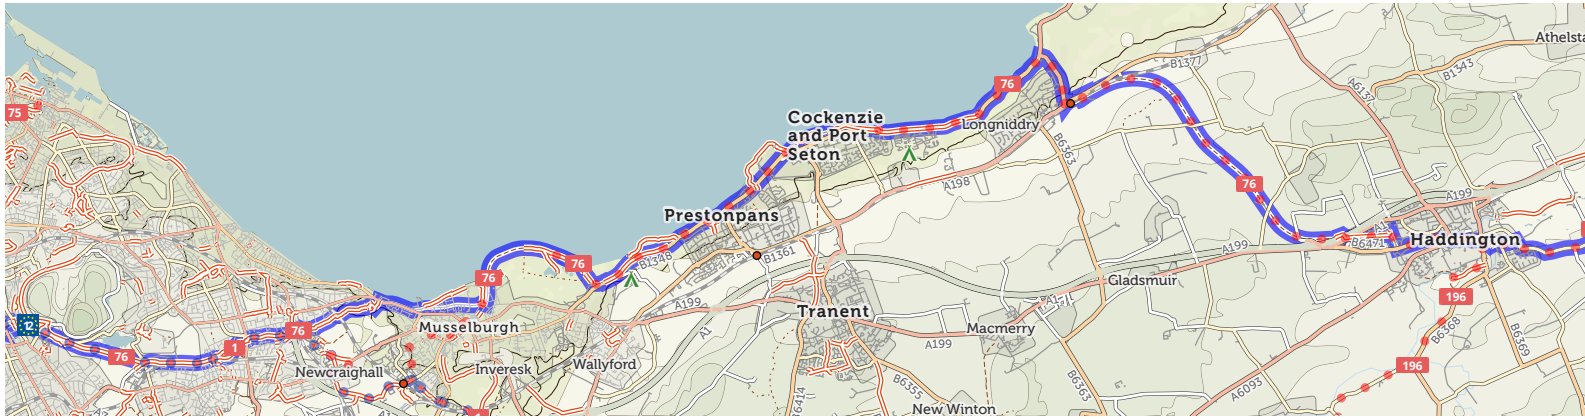 Athelsta
B1377
B1343
A6137
76
75
Cockenzie
and Port
Seton
Longniddry
B6363
A198
76
A199
Prestonpans
B6471
A199
Haddington
B1348
B1361
76
76
Gladsmuir
A199
A1
196
12
Tranent
A1
Musselburgh
76
Macmerry
A199
B6368
B6369
1
76
Newcraighall
Inveresk
Wallyford
196
B6363
A6093
6414
B6355
New Winton